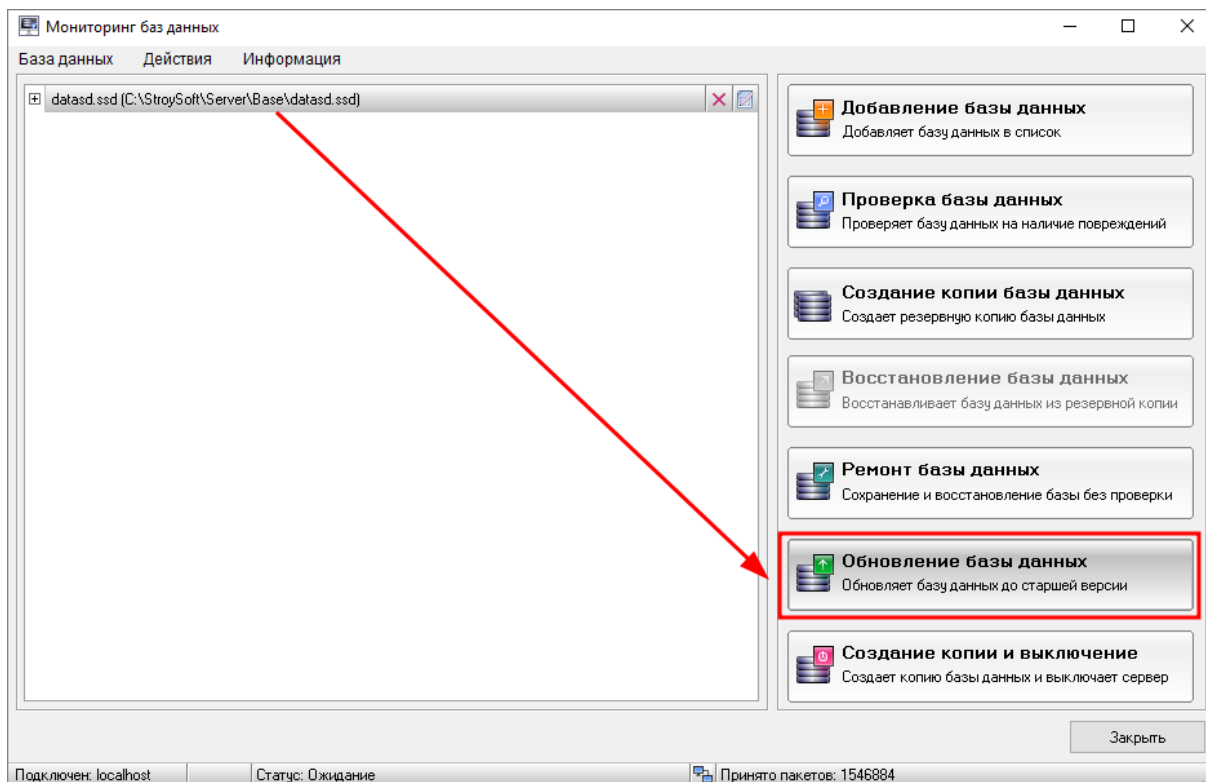 Мониторинг баз данных
База данных Действия Информация
datasd.ssd (C:\StroySoft\Server\Base\datasd.ssd)
Добавление базы данных
Добавляет базу данных в список
Проверка базы данных
Проверяет базу данных на наличие повреждений
Создание копии базы данных
Создает резервную копию базы данных
Восстановление базы данных
Восстанавливает базу данных из резервной копии
Ремонт базы данных
Сохранение и восстановление базы без проверки
Обновление базы данных
Обновляет базу данных до старшей версии
Создание копии и выключение
Создает копию базы данных и выключает сервер
Закрыть
Подключен: localhost Статус: Ожидание Принято пакетов: 1546884